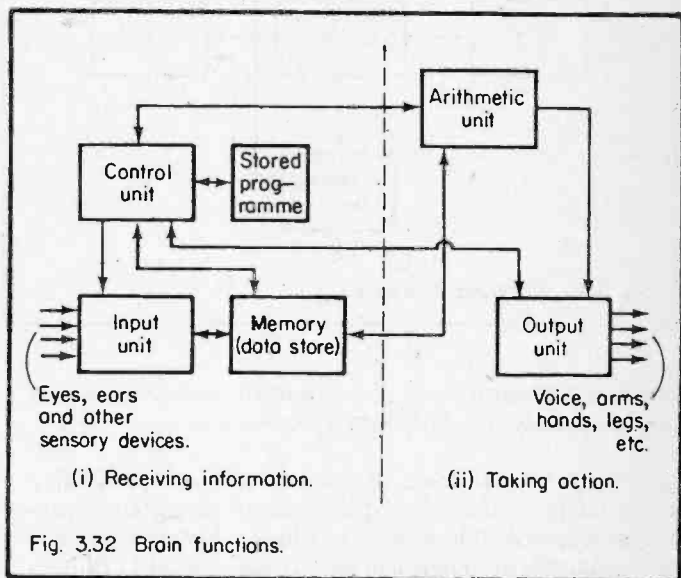 Arithmetic
unit
Control
unit
Stored
prog-
ramme
Input
unit
Memory
(data store)
Output
unit
Eyes, ears
and other
sensory devices.
Voice, arms,
hands, legs,
etc.
(i) Receiving information.
(ii) Taking action.
Fig. 3.32 Brain functions.